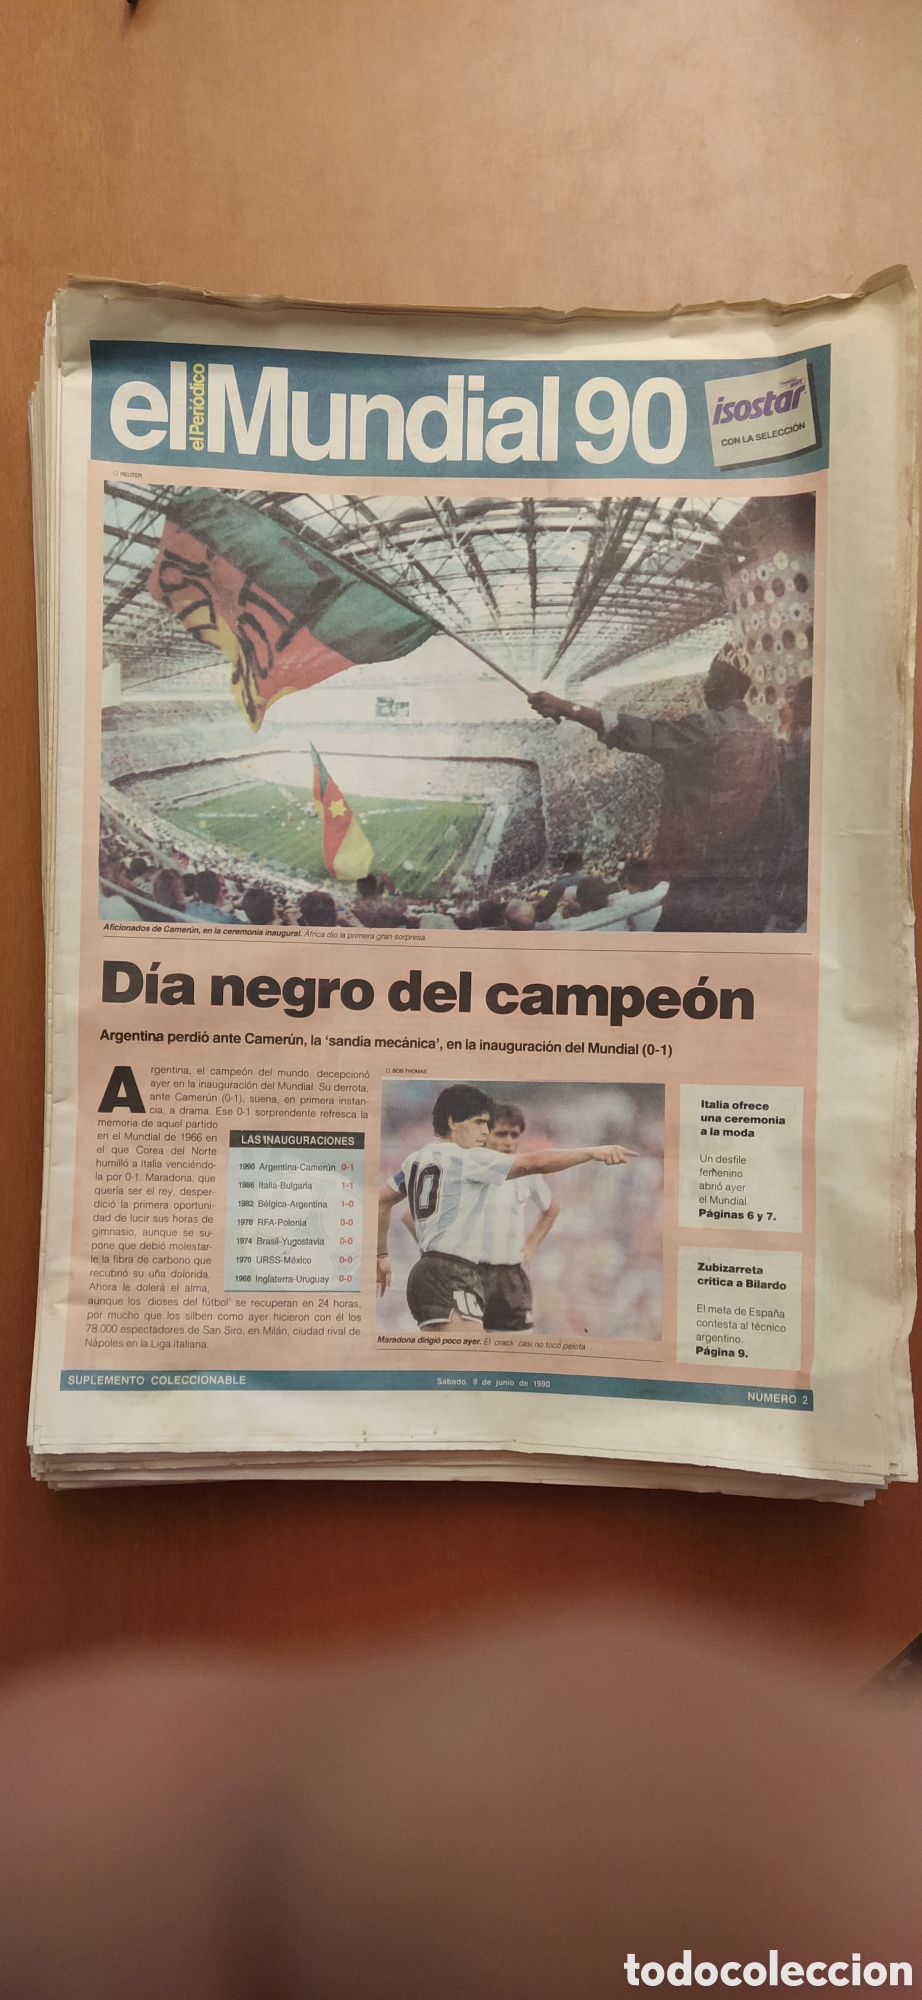 el Mundial 90
el Periódico
isostar
CON LA SELECCIÓN
REUTER
Aficionados de Camerún, en la ceremonia inaugural. África dio la primera gran sorpresa.
Día negro del campeón
Argentina perdió ante Camerún, la 'sandía mecánica', en la inauguración del Mundial (0-1)
Argentina, el campeón del mundo, decepcionó
ayer en la inauguración del Mundial. Su derrota,
ante Camerún (0-1), suena, en primera instan-
cia, a drama. Ese 0-1 sorprendente refresca la
memoria de aquel partido
en el Mundial de 1966 en
el que Corea del Norte
humilló a Italia venciéndo-
la por 0-1. Maradona, que
quería ser el rey, desper-
dició la primera oportuni-
dad de lucir sus horas de
gimnasio, aunque se su-
pone que debió molestar-
le la fibra de carbono que
recubrió su uña dolorida.
Ahora le dolerá el alma,
aunque los 'dioses del fútbol' se recuperan en 24 horas,
por mucho que los silben como ayer hicieron con él los
78.000 espectadores de San Siro, en Milán, ciudad rival de
Nápoles en la Liga italiana.
LAS INAUGURACIONES
1990 Argentina-Camerún 0-1
1986 Italia-Bulgaria 1-1
1982 Bélgica-Argentina 1-0
1978 RFA-Polonia 0-0
1974 Brasil-Yugoslavia 0-0
1970 URSS-México 0-0
1966 Inglaterra-Uruguay 0-0
BOB THOMAS
10
10
Maradona dirigió poco ayer. El 'crack' casi no tocó pelota.
Italia ofrece
una ceremonia
a la moda
Un desfile
femenino
abrió ayer
el Mundial.
Páginas 6 y 7.
Zubizarreta
critica a Bilardo
El meta de España
contesta al técnico
argentino.
Página 9.
SUPLEMENTO COLECCIONABLE
Sábado, 9 de junio de 1990
NÚMERO 2
todocoleccion